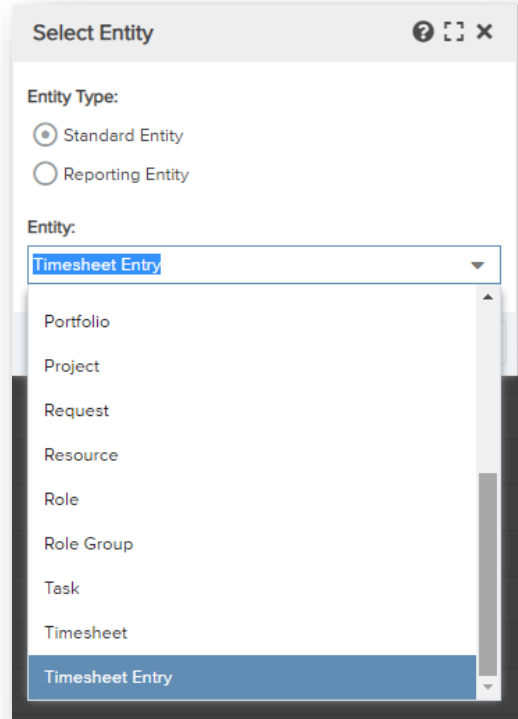 Select Entity
Entity Type:
Standard Entity
Reporting Entity
Entity:
Timesheet Entry
Portfolio
Project
Request
Resource
Role
Role Group
Task
Timesheet
Timesheet Entry